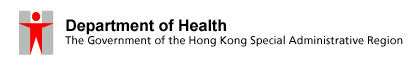 Department of Health
The Government of the Hong Kong Special Administrative Region